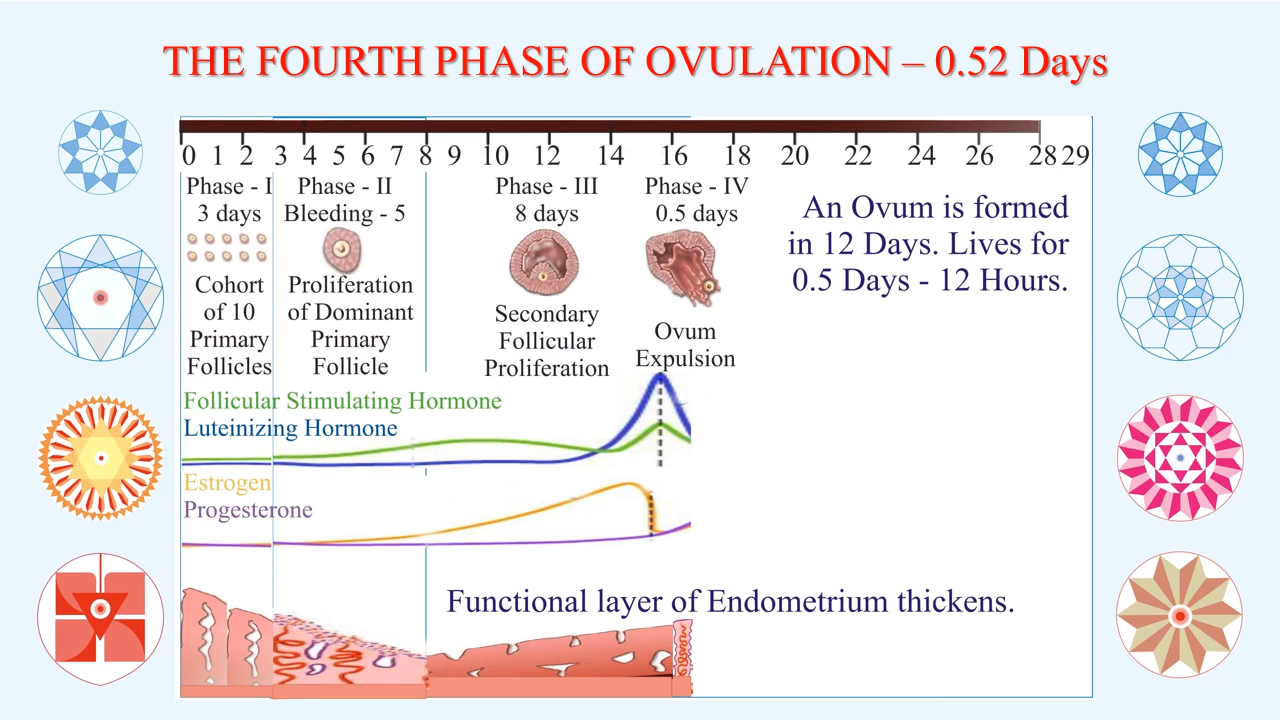 THE FOURTH PHASE OF OVULATION – 0.52 Days
0 1 2 3 4 5 6 7 8 9 10 12 14 16 18 20 22 24 26 28 29
Phase - I
3 days
Cohort
of 10
Primary
Follicles
Phase - II
Bleeding - 5
Proliferation
of Dominant
Primary
Follicle
Phase - III
8 days
Secondary
Follicular
Proliferation
Phase - IV
0.5 days
Ovum
Expulsion
An Ovum is formed
in 12 Days. Lives for
0.5 Days - 12 Hours.
Follicular Stimulating Hormone
Luteinizing Hormone
Estrogen
Progesterone
Functional layer of Endometrium thickens.